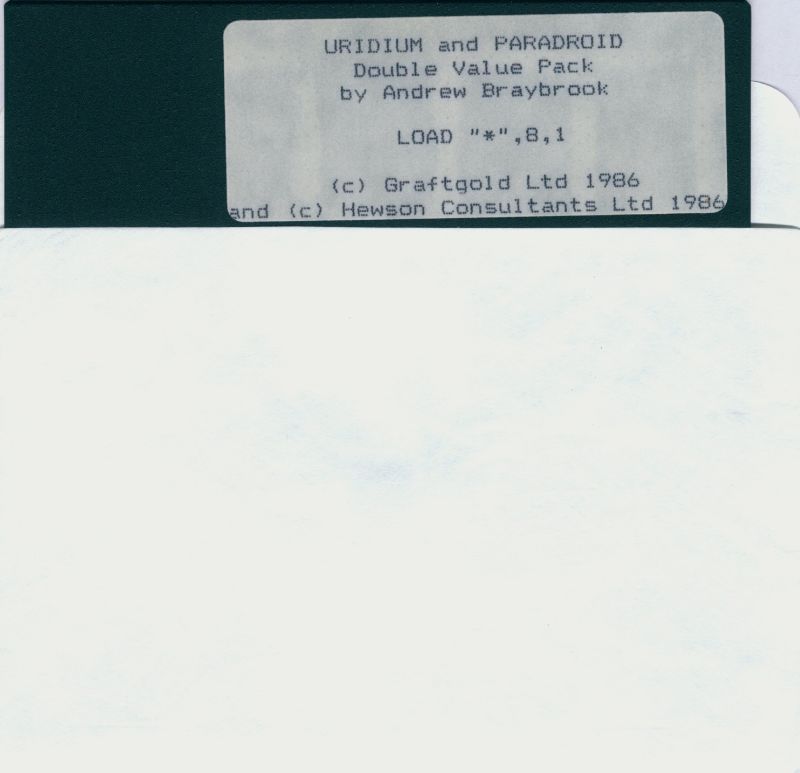 URIDIUM and PARADROID
Double Value Pack
by Andrew Braybrook
LOAD "*",8,1
(c) Graftgold Ltd 1986
and (c) Hewson Consultants Ltd 1986